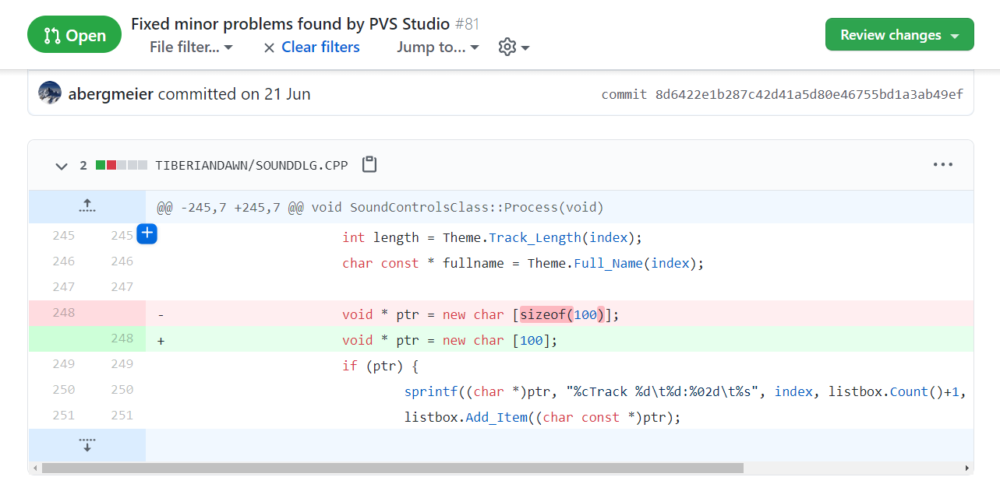 Open
Fixed minor problems found by PVS Studio #81
File filter... Clear filters Jump to...
Review changes
abergmeier committed on 21 Jun
commit 8d6422e1b287c42d41a5d80e46755bd1a3ab49ef
2 TIBERIANDAWN/SOUNDDLG.CPP
@@ -245,7 +245,7 @@ void SoundControlsClass::Process(void)
245 245 int length = Theme.Track_Length(index);
246 246 char const * fullname = Theme.Full_Name(index);
247 247
248 - void * ptr = new char [sizeof(100)];
248 + void * ptr = new char [100];
249 249 if (ptr) {
250 250 sprintf((char *)ptr, "%cTrack %d\t%d:%02d\t%s", index, listbox.Count()+1,
251 251 listbox.Add_Item((char const *)ptr);